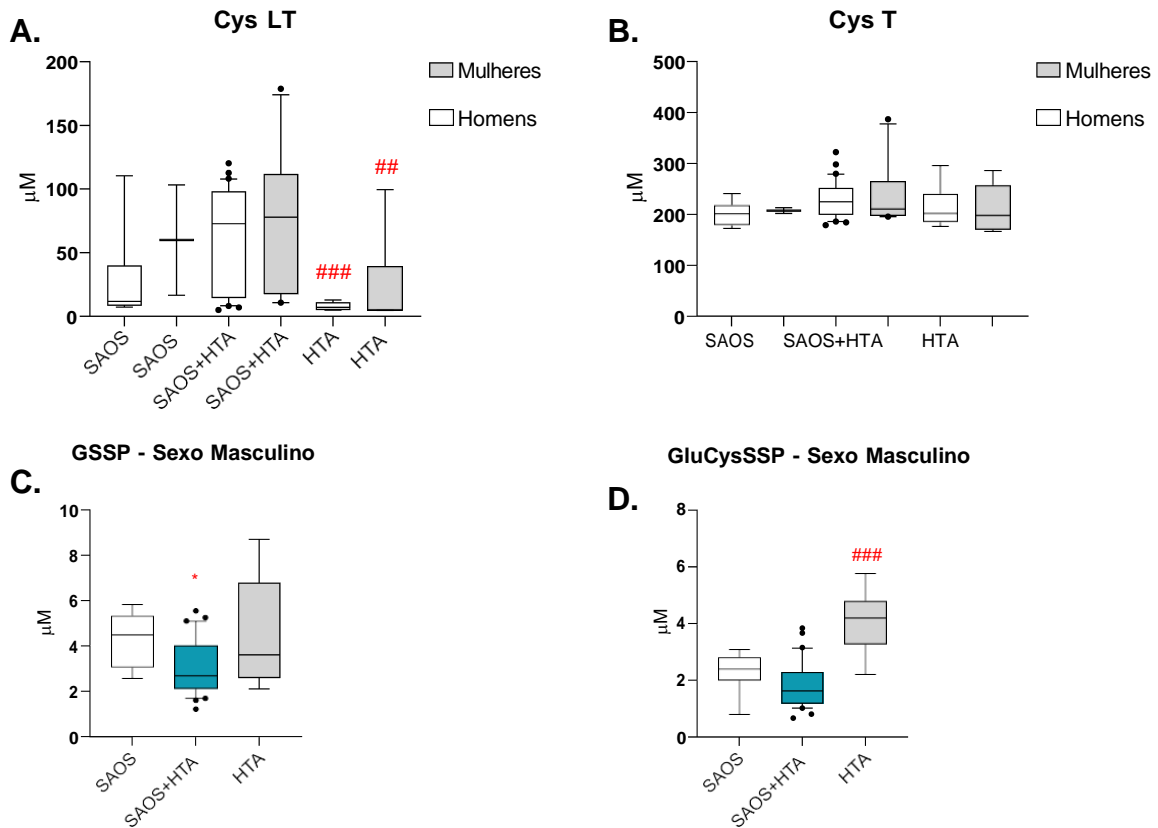 A.
Cys LT
μM
200
150
100
50
0
Mulheres
Homens
###
##
SAOS
SAOS
SAOS+HTA
SAOS+HTA
HTA
HTA
B.
Cys T
μM
500
400
300
200
100
0
Mulheres
Homens
SAOS
SAOS+HTA
HTA
C.
GSSP - Sexo Masculino
μM
10
8
6
4
2
0
*
SAOS
SAOS+HTA
HTA
D.
GluCysSSP - Sexo Masculino
μM
8
6
4
2
0
###
SAOS
SAOS+HTA
HTA